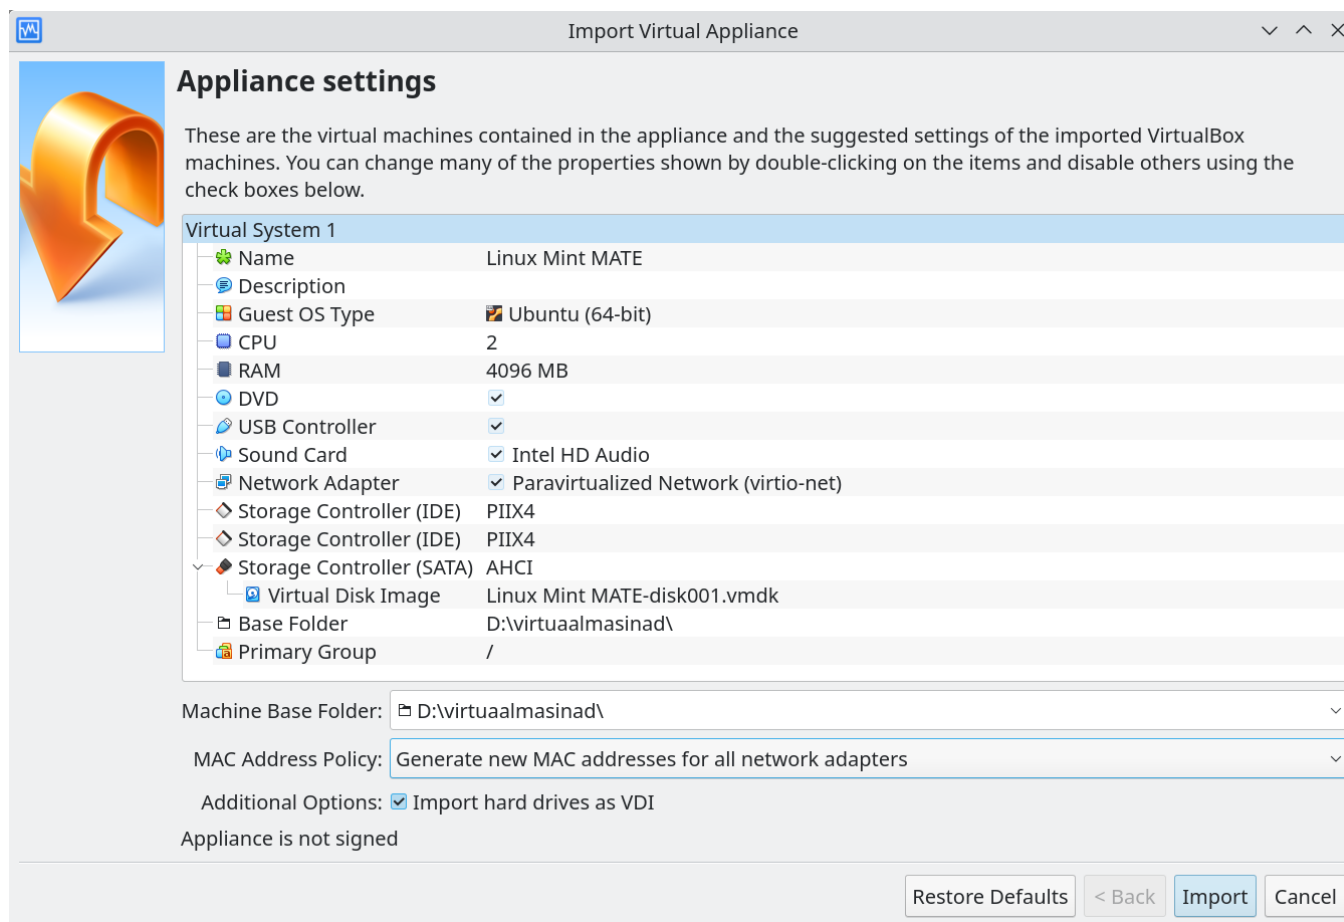 Import Virtual Appliance
Appliance settings
These are the virtual machines contained in the appliance and the suggested settings of the imported VirtualBox
machines. You can change many of the properties shown by double-clicking on the items and disable others using the
check boxes below.
Virtual System 1
Name Linux Mint MATE
Description
Guest OS Type Ubuntu (64-bit)
CPU 2
RAM 4096 MB
DVD
USB Controller
Sound Card Intel HD Audio
Network Adapter Paravirtualized Network (virtio-net)
Storage Controller (IDE) PIIX4
Storage Controller (IDE) PIIX4
Storage Controller (SATA) AHCI
Virtual Disk Image Linux Mint MATE-disk001.vmdk
Base Folder D:\virtuaalmasinad\
Primary Group /
Machine Base Folder: D:\virtuaalmasinad\
MAC Address Policy: Generate new MAC addresses for all network adapters
Additional Options: Import hard drives as VDI
Appliance is not signed
Restore Defaults < Back Import Cancel